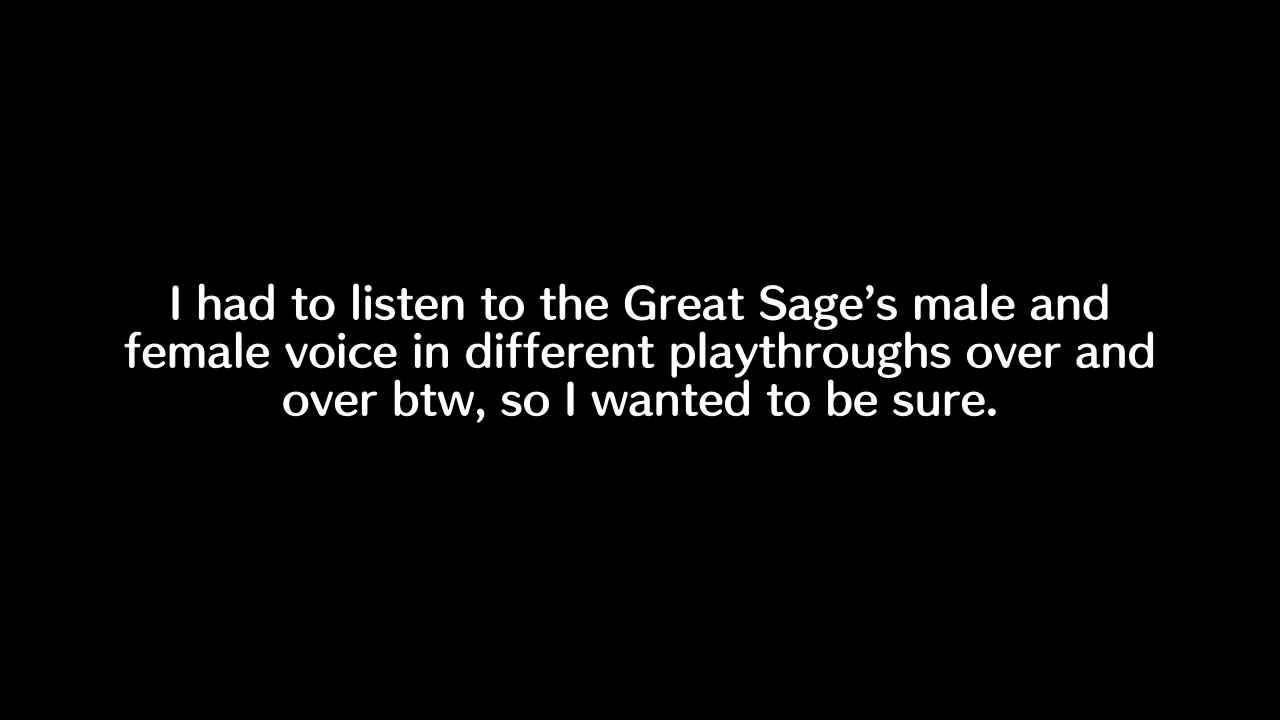 I had to listen to the Great Sage’s male and
female voice in different playthroughs over and
over btw, so I wanted to be sure.